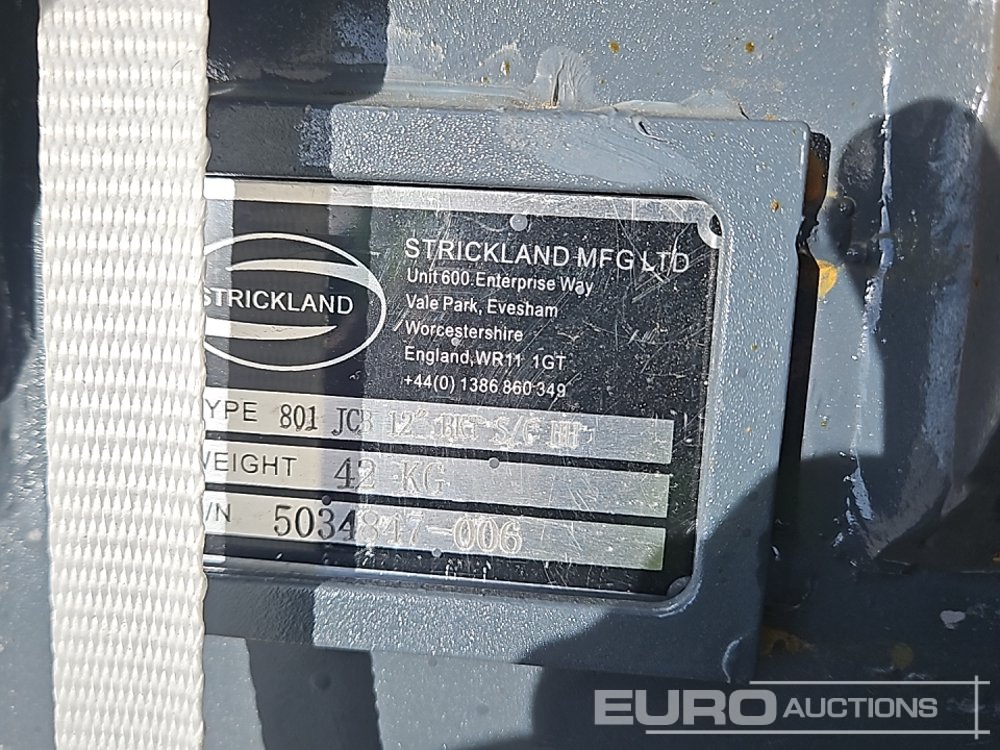 STRICKLAND
STRICKLAND MFG LTD
Unit 600.Enterprise Way
Vale Park, Evesham
Worcestershire
England,WR11 1GT
+44(0) 1386 860 349
YPE 801 JCB 12" S/G
WEIGHT 42 KG
/N 5034847-006
EURO AUCTIONS